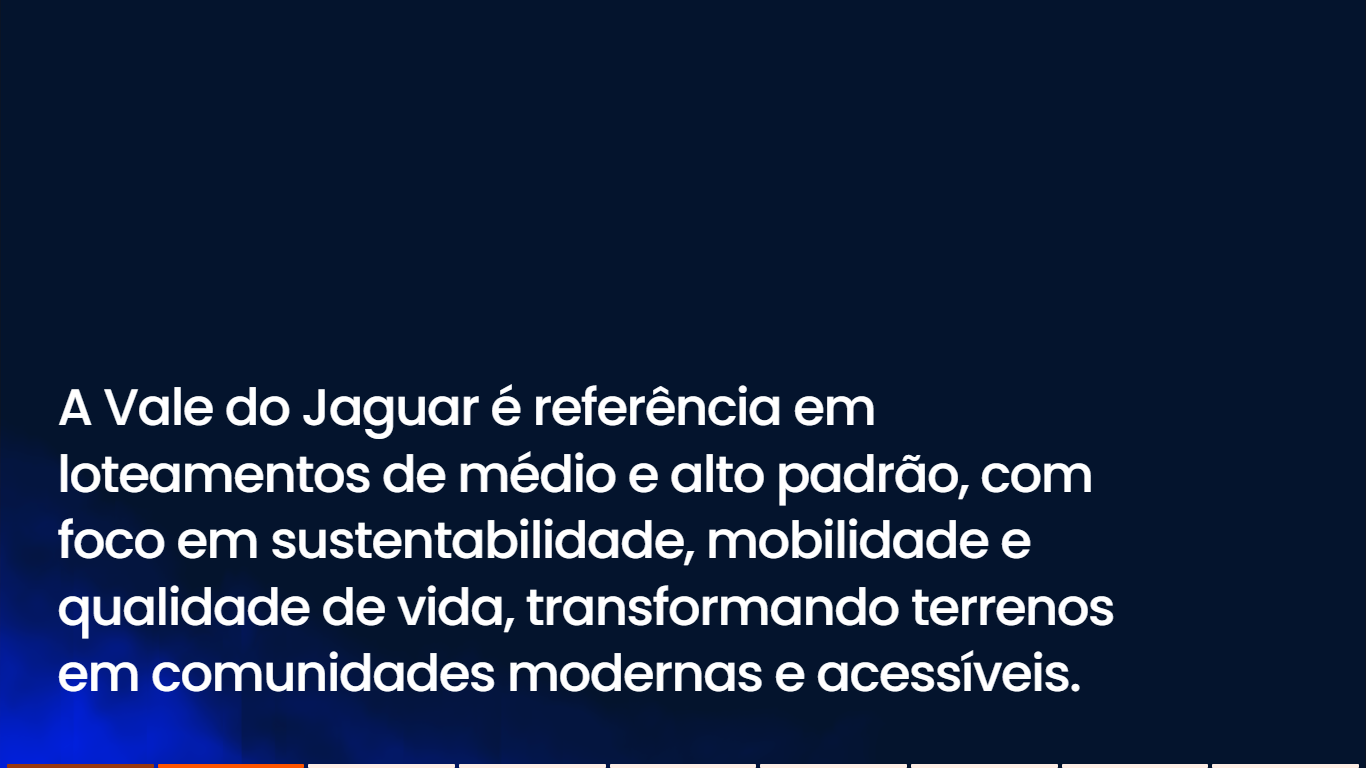 A Vale do Jaguar é referência em
loteamentos de médio e alto padrão, com
foco em sustentabilidade, mobilidade e
qualidade de vida, transformando terrenos
em comunidades modernas e acessíveis.